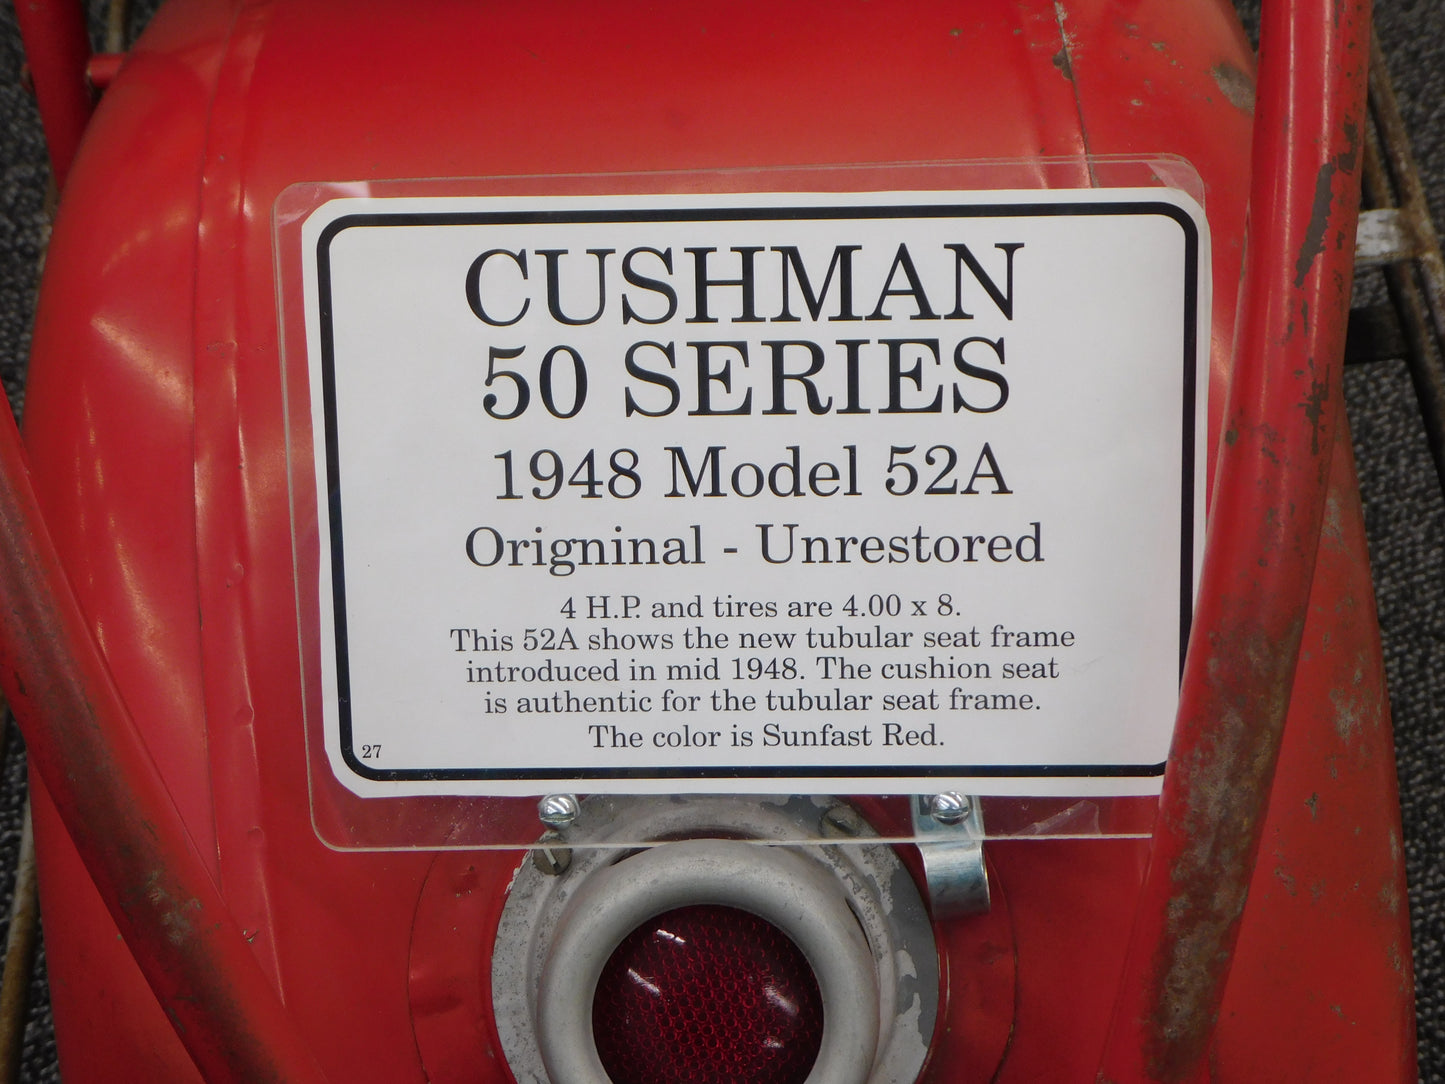 CUSHMAN
50 SERIES
1948 Model 52A
Origninal - Unrestored
4 H.P. and tires are 4.00 x 8.
This 52A shows the new tubular seat frame
introduced in mid 1948. The cushion seat
is authentic for the tubular seat frame.
The color is Sunfast Red.
27